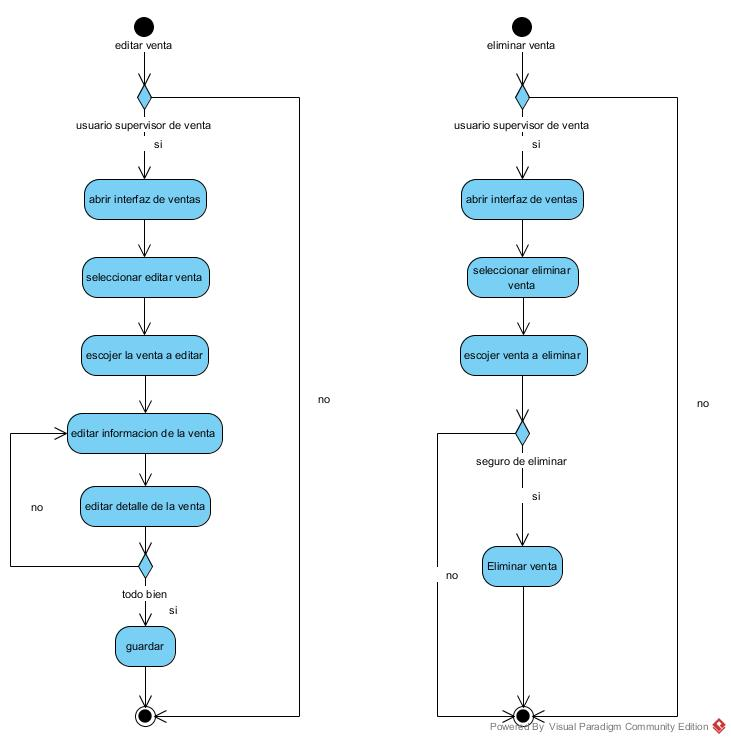 editar venta
usuario supervisor de venta
si
abrir interfaz de ventas
seleccionar editar venta
escojer la venta a editar
no
editar informacion de la venta
editar detalle de la venta
no
todo bien
si
guardar
eliminar venta
usuario supervisor de venta
si
abrir interfaz de ventas
seleccionar eliminar
venta
escojer venta a eliminar
no
seguro de eliminar
si
Eliminar venta
no
Powered By Visual Paradigm Community Edition